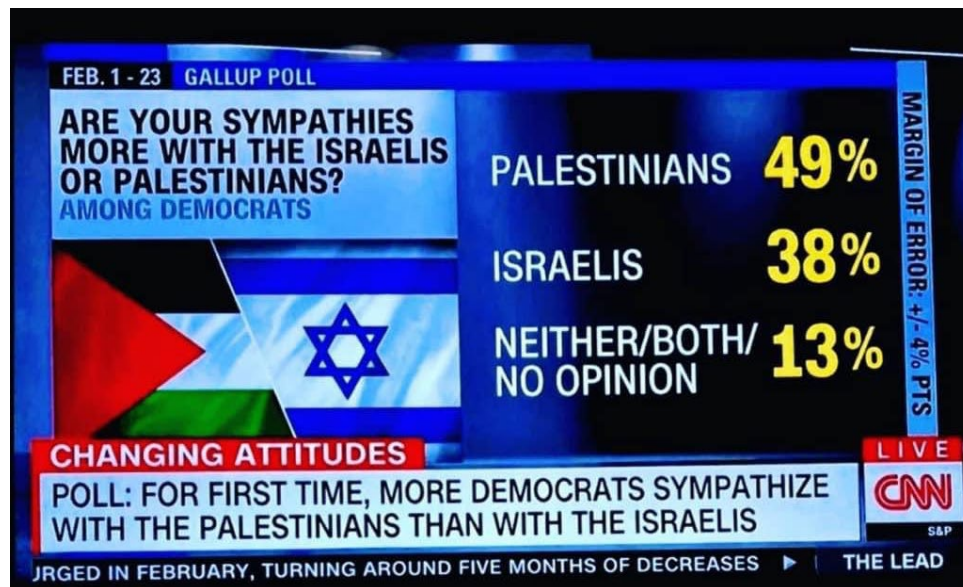 FEB. 1 - 23 GALLUP POLL
ARE YOUR SYMPATHIES
MORE WITH THE ISRAELIS
OR PALESTINIANS?
AMONG DEMOCRATS
PALESTINIANS 49%
ISRAELIS 38%
NEITHER/BOTH/ 13%
NO OPINION
MARGIN OF ERROR: +/- 4% PTS
CHANGING ATTITUDES
POLL: FOR FIRST TIME, MORE DEMOCRATS SYMPATHIZE
WITH THE PALESTINIANS THAN WITH THE ISRAELIS
LIVE
CNN
S&P
URGED IN FEBRUARY, TURNING AROUND FIVE MONTHS OF DECREASES THE LEAD